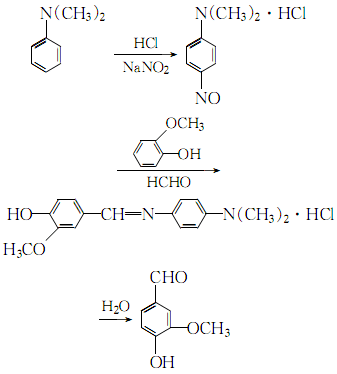 N(CH₃)₂
HCl
NaNO₂
N(CH₃)₂·HCl
NO
OCH₃
OH
HCHO
HO
CH=N
N(CH₃)₂·HCl
H₃CO
H₂O
CHO
OCH₃
OH